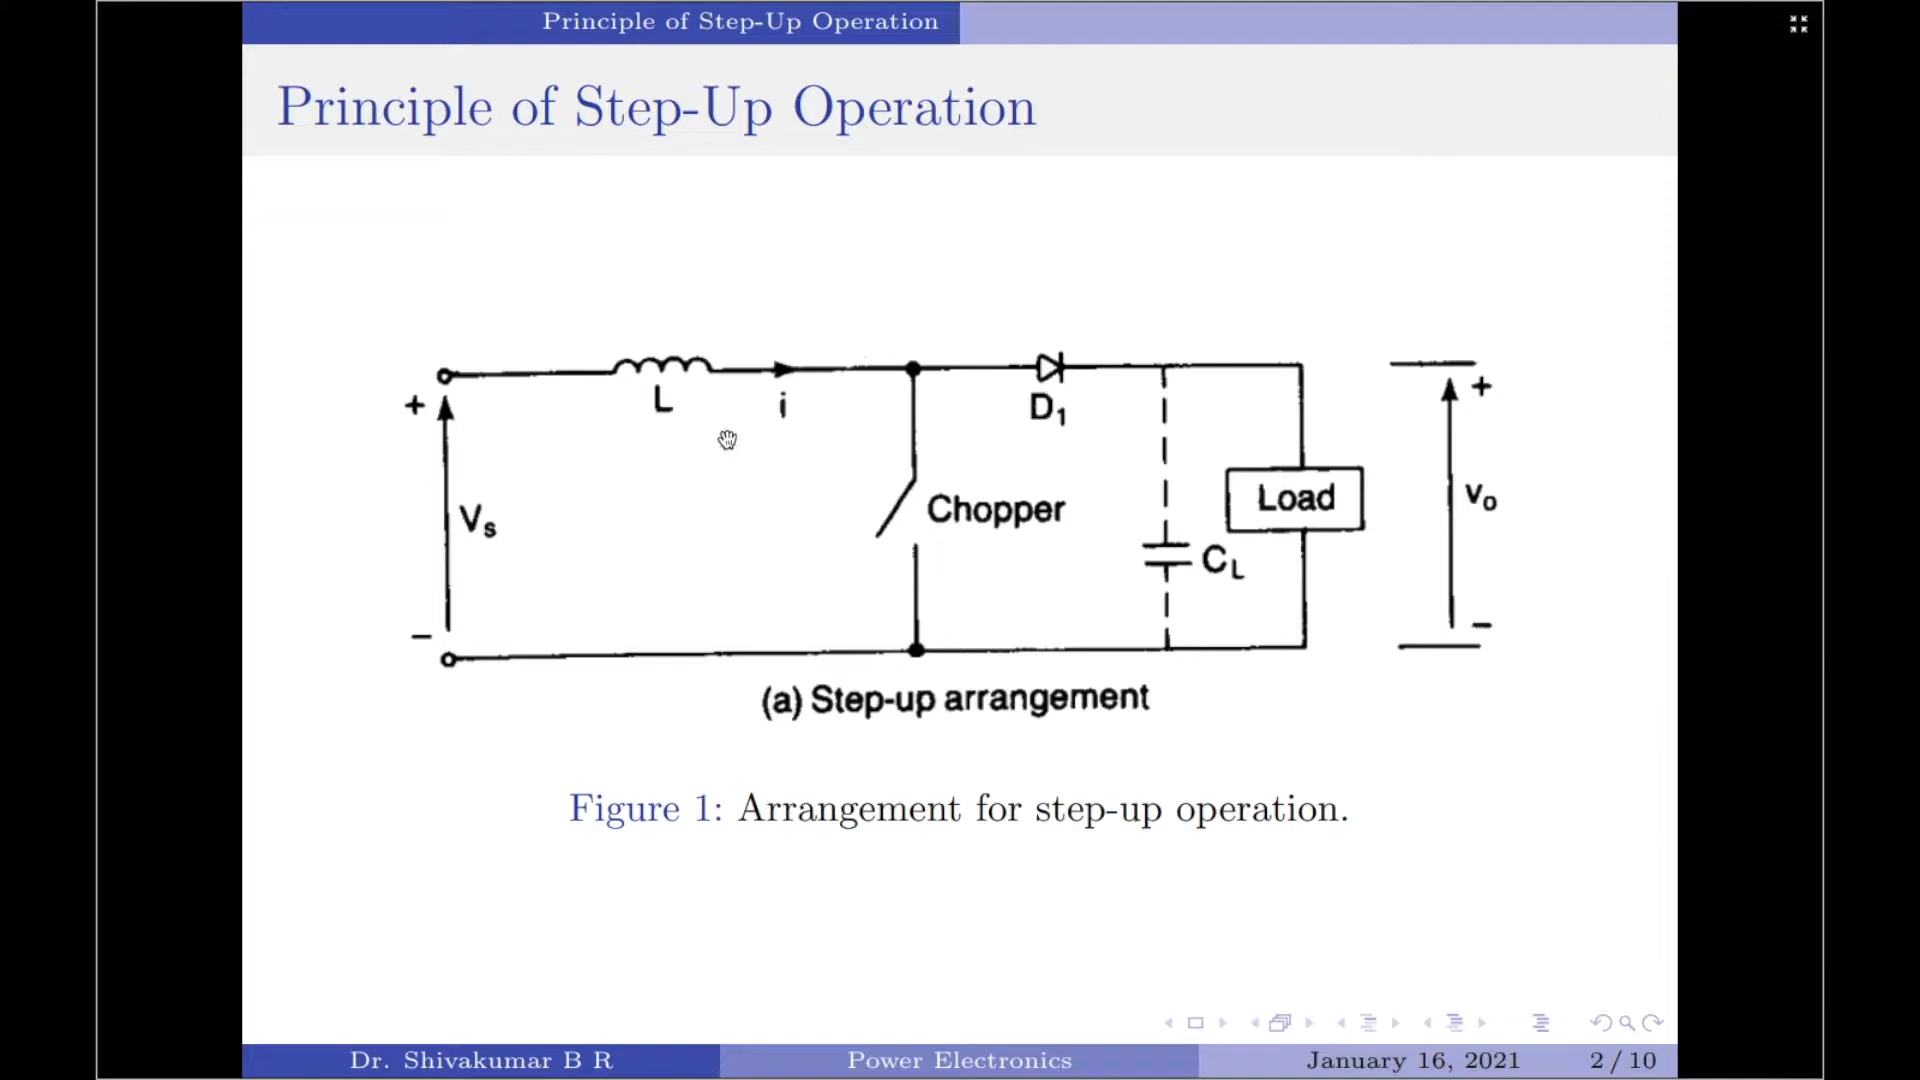 Principle of Step-Up Operation
Principle of Step-Up Operation
L
i
D1
+
+
Vs
Chopper
Load
vo
CL
−
−
(a) Step-up arrangement
Figure 1: Arrangement for step-up operation.
Dr. Shivakumar B R
Power Electronics
January 16, 2021
2 / 10